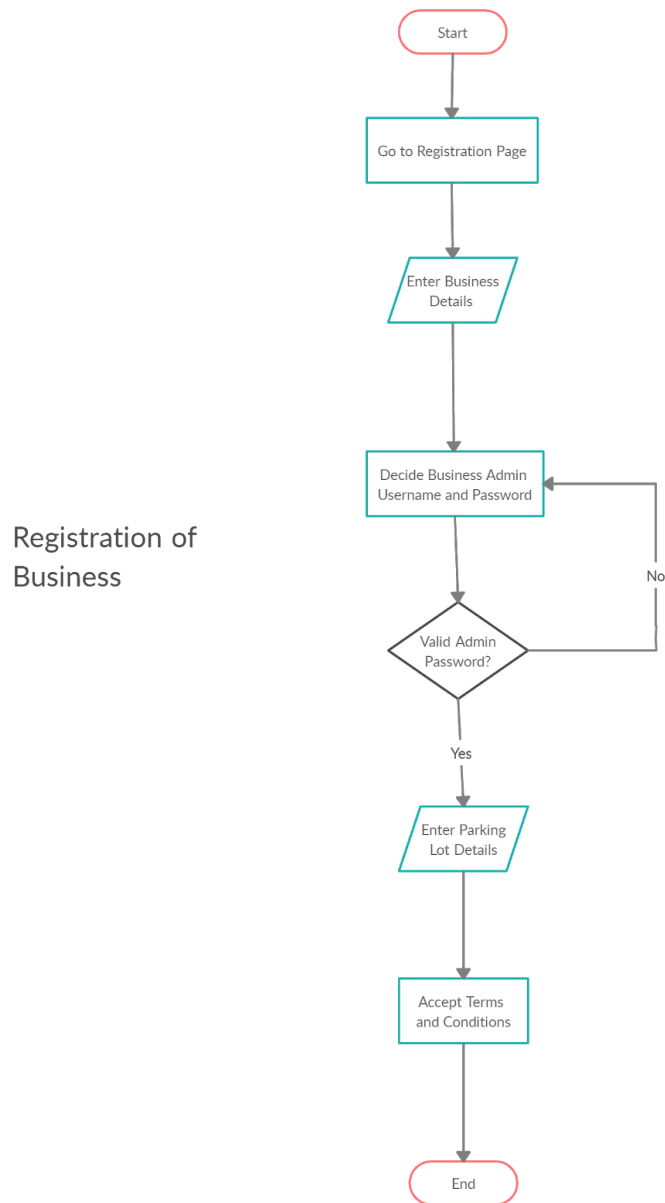 Start
Go to Registration Page
Enter Business
Details
Decide Business Admin
Username and Password
Registration of
Business
No
Valid Admin
Password?
Yes
Enter Parking
Lot Details
Accept Terms
and Conditions
End